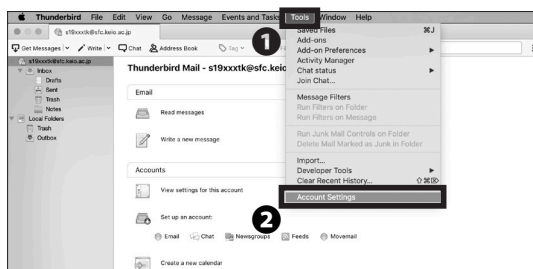 Thunderbird File Edit View Go Message Events and Tasks Tools Window Help
s19xxxtk@sfc.keio.ac.jp
Get Messages Write Chat Address Book Tag
s19xxxtk@sfc.keio.ac.jp
Inbox
Drafts
Sent
Trash
Notes
Local Folders
Trash
Outbox
Thunderbird Mail - s19xxxtk@sfc.keio
Email
Read messages
Write a new message
Accounts
View settings for this account
Set up an account:
Email Chat Newsgroups Feeds Movemail
Create a new calendar
1
Saved Files ⌘J
Add-ons
Add-on Preferences
Activity Manager
Chat status
Join Chat...
Message Filters
Run Filters on Folder
Run Filters on Message
Run Junk Mail Controls on Folder
Delete Mail Marked as Junk in Folder
Import...
Developer Tools
Clear Recent History... ⇧⌘⌦
Account Settings
2